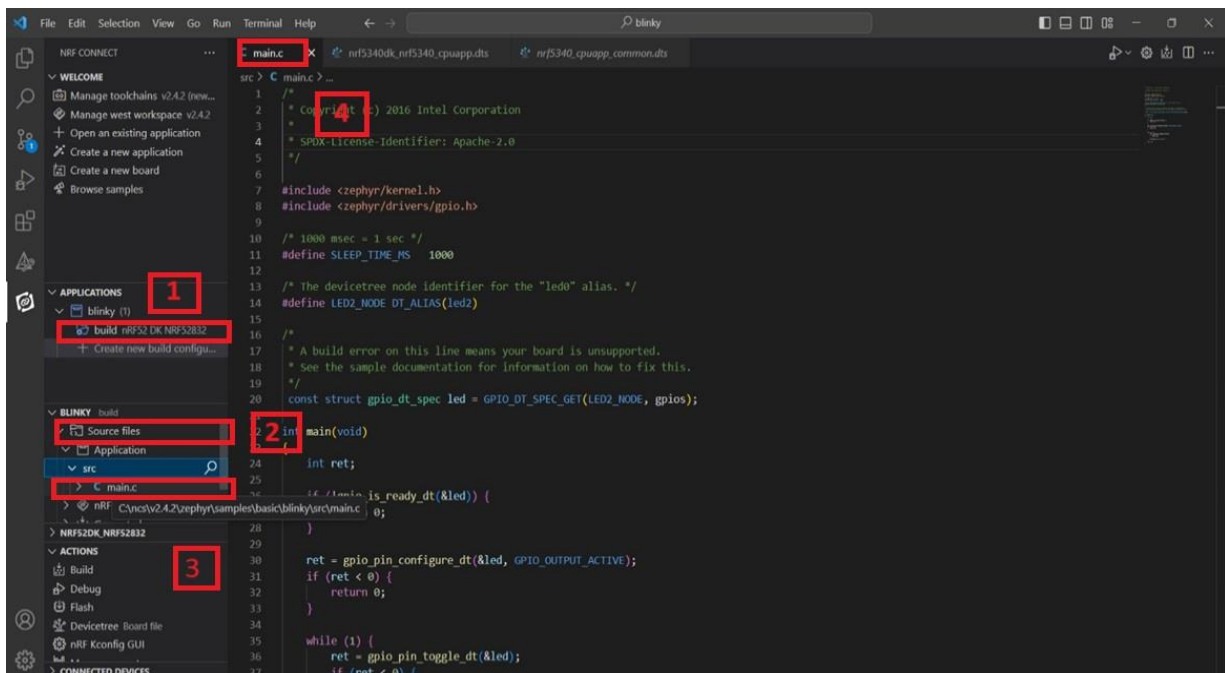 File Edit Selection View Go Run Terminal Help
blinky
NRF CONNECT ...
WELCOME
Manage toolchains v2.4.2 (new...
Manage west workspace v2.4.2
Open an existing application
Create a new application
Create a new board
Browse samples
1
APPLICATIONS
blinky (1)
build nRF52 DK NRF52832
Create new build configu...
BLINKY build
Source files
Application
src
C main.c
nRF
C:\ncs\v2.4.2\zephyr\samples\basic\blinky\src\main.c
NRF52DK_NRF52832
ACTIONS
3
Build
Debug
Flash
Devicetree Board file
nRF Kconfig GUI
CONNECTED DEVICES
main.c
nrf5340dk_nrf5340_cpuapp.dts
nrf5340_cpuapp_common.dts
src > C main.c > ...
4
1 /*
2 * Copyright (c) 2016 Intel Corporation
3 *
4 * SPDX-License-Identifier: Apache-2.0
5 */
6
7 #include <zephyr/kernel.h>
8 #include <zephyr/drivers/gpio.h>
9
10 /* 1000 msec = 1 sec */
11 #define SLEEP_TIME_MS 1000
12
13 /* The devicetree node identifier for the "led0" alias. */
14 #define LED2_NODE DT_ALIAS(led2)
15
16 /*
17 * A build error on this line means your board is unsupported.
18 * See the sample documentation for information on how to fix this.
19 */
20 const struct gpio_dt_spec led = GPIO_DT_SPEC_GET(LED2_NODE, gpios);
2
int main(void)
{
24 int ret;
25
is_ready_dt(&led)) {
0;
28 }
29
30 ret = gpio_pin_configure_dt(&led, GPIO_OUTPUT_ACTIVE);
31 if (ret < 0) {
32 return 0;
33 }
34
35 while (1) {
36 ret = gpio_pin_toggle_dt(&led);
37 if (ret < 0) {